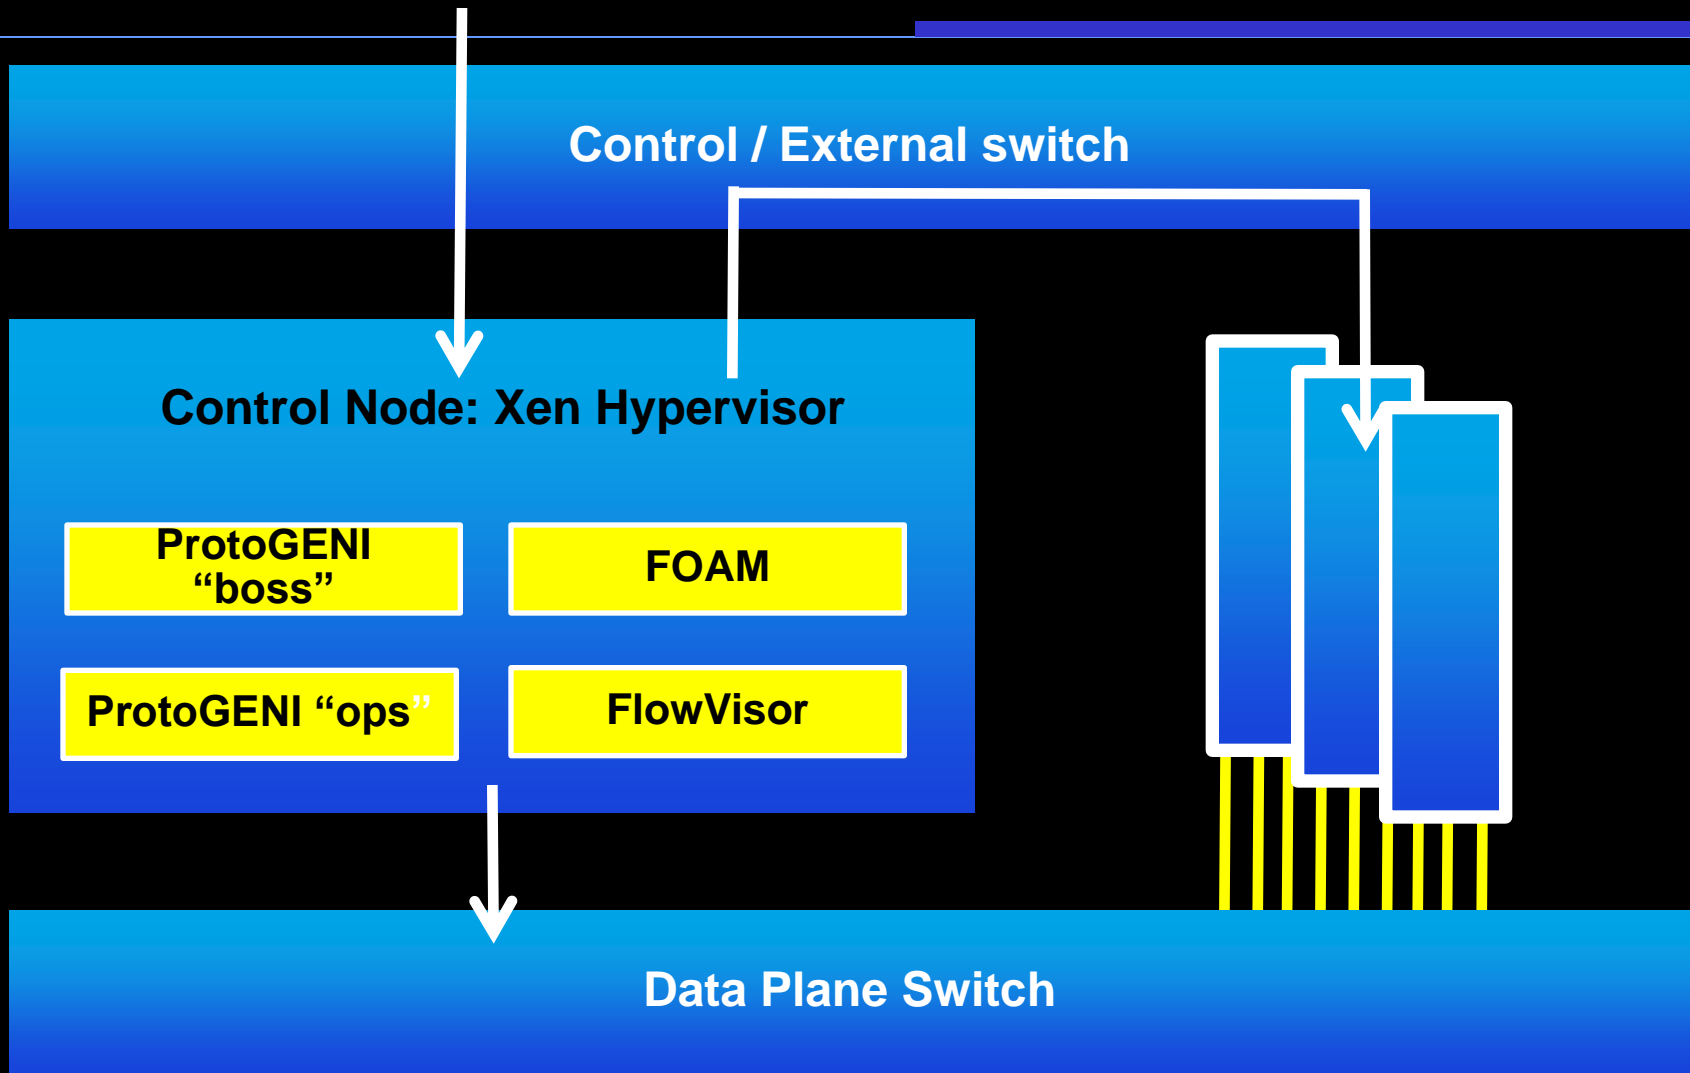 Control / External switch
Control Node: Xen Hypervisor
ProtoGENI
“boss”
FOAM
ProtoGENI “ops”
FlowVisor
Data Plane Switch